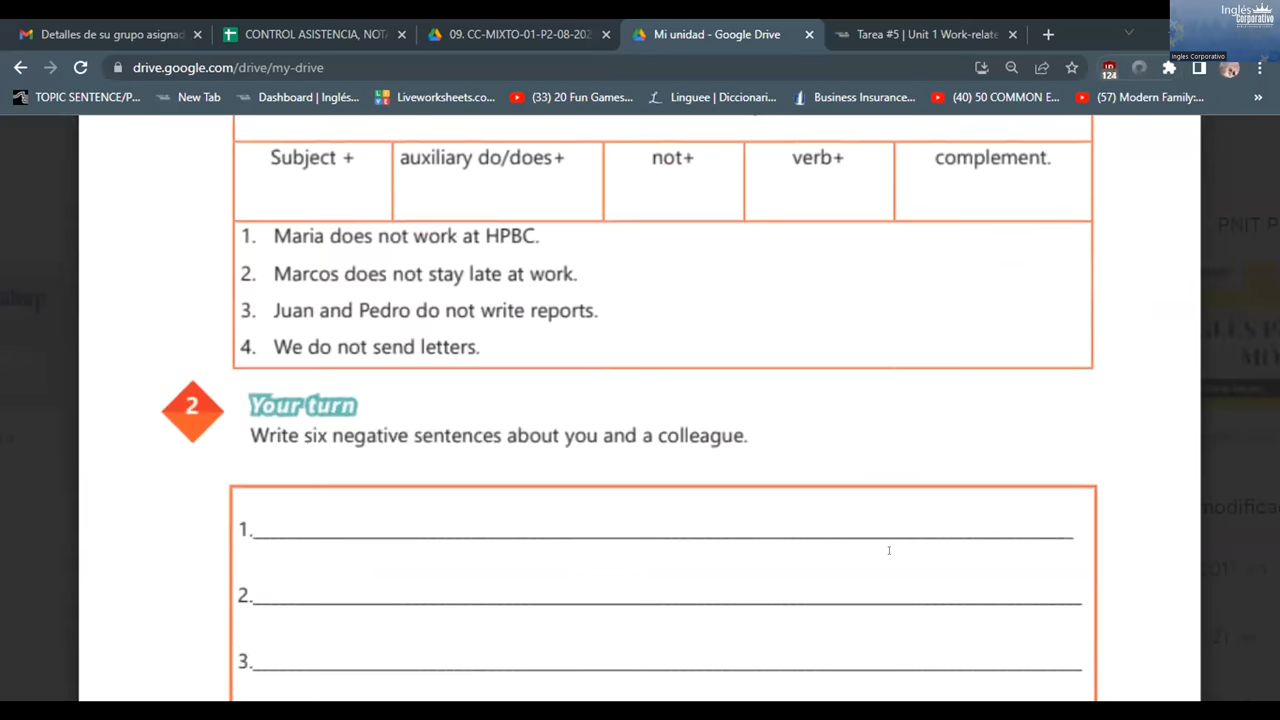 Inglés
Corporativo
Ingles Corporativo
Detalles de su grupo asignad
CONTROL ASISTENCIA, NOTA
09. CC-MIXTO-01-P2-08-202
Mi unidad - Google Drive
Tarea #5 | Unit 1 Work-relate
drive.google.com/drive/my-drive
124
TOPIC SENTENCE/P...
New Tab
Dashboard | Inglés...
Liveworksheets.co...
(33) 20 Fun Games...
Linguee | Diccionari...
Business Insurance...
(40) 50 COMMON E...
(57) Modern Family:...
Subject +
auxiliary do/does+
not+
verb+
complement.
1. Maria does not work at HPBC.
2. Marcos does not stay late at work.
3. Juan and Pedro do not write reports.
4. We do not send letters.
2
Your turn
Write six negative sentences about you and a colleague.
1.
2.
3.
PNIT P